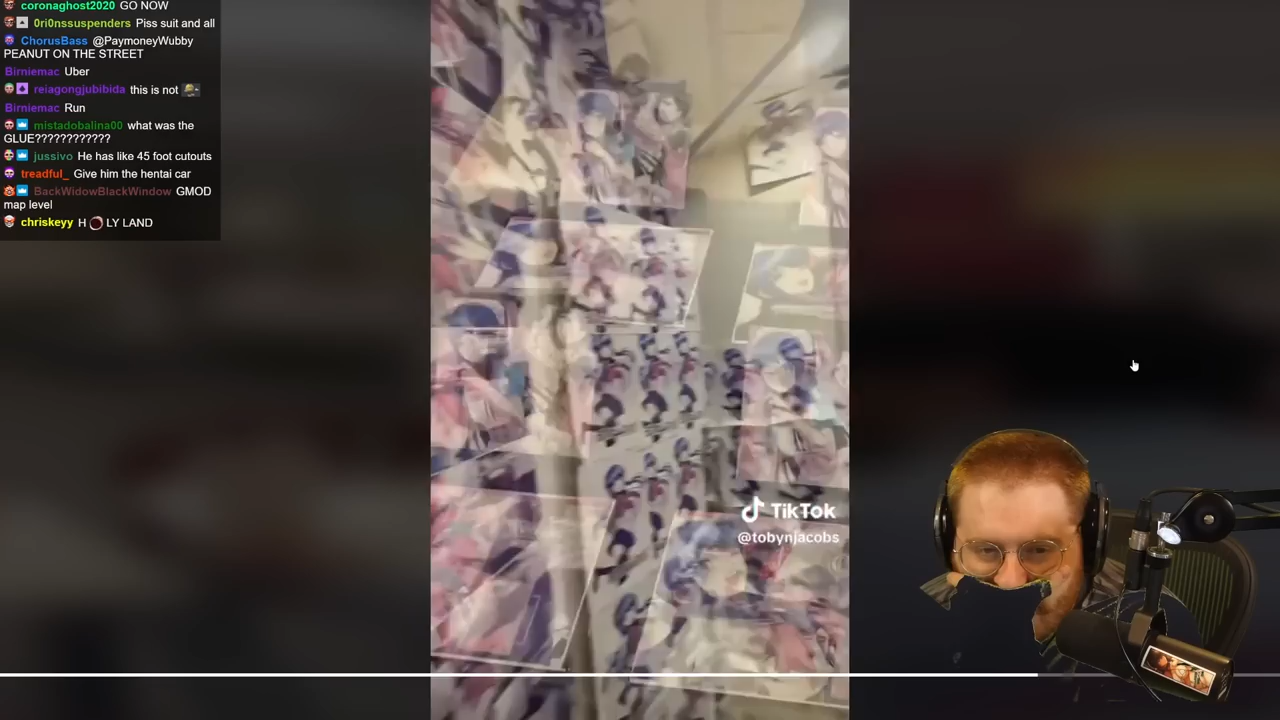 coronaghost2020 GO NOW
0ri0nssuspenders Piss suit and all
ChorusBass @PaymoneyWubby
PEANUT ON THE STREET
Birniemac Uber
reiagongjubibida this is not
Birniemac Run
mistadobalina00 what was the
GLUE????????????
jussivo He has like 45 foot cutouts
treadful_ Give him the hentai car
BackWidowBlackWindow GMOD
map level
chriskeyy H LY LAND
TikTok
@tobynjacobs